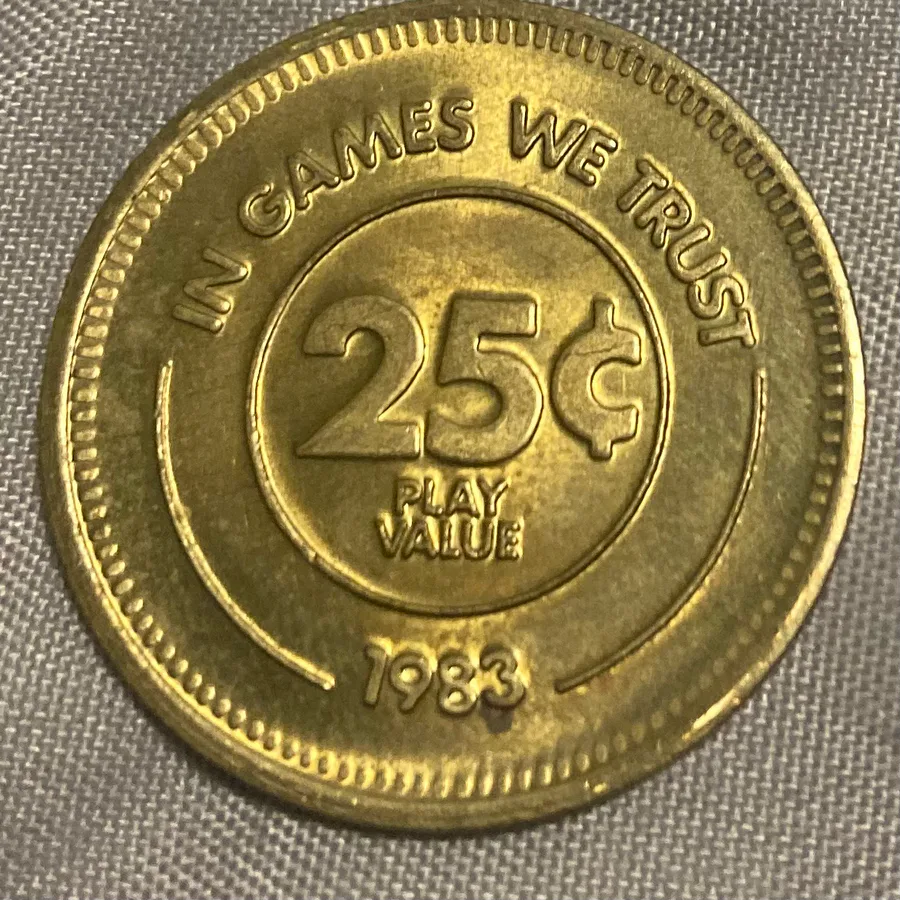 IN GAMES WE TRUST
25¢
PLAY
VALUE
1983